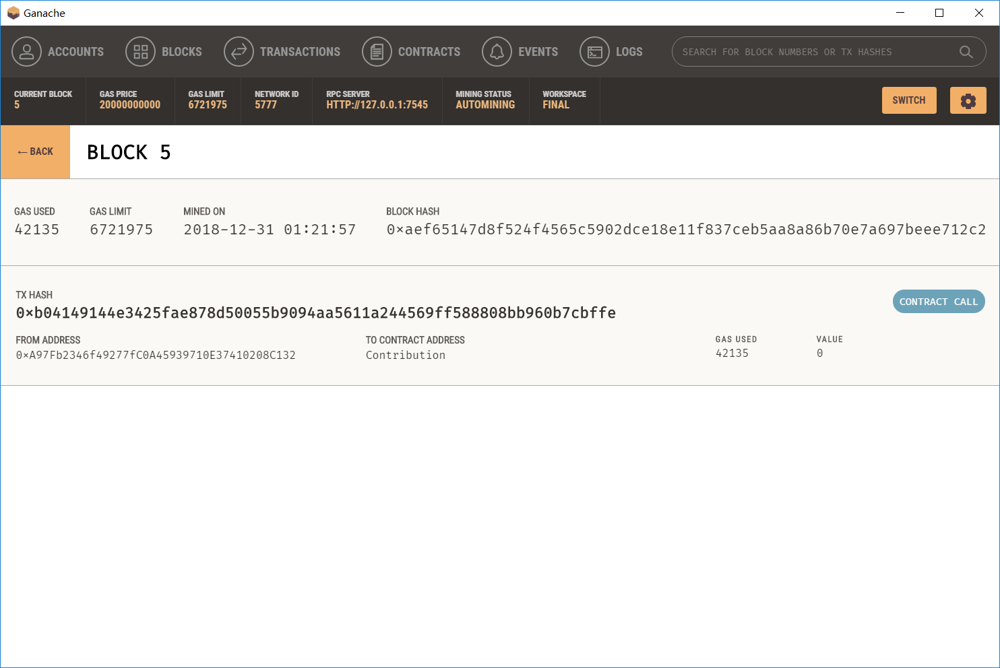 Ganache
ACCOUNTS BLOCKS TRANSACTIONS CONTRACTS EVENTS LOGS SEARCH FOR BLOCK NUMBERS OR TX HASHES
CURRENT BLOCK GAS PRICE GAS LIMIT NETWORK ID RPC SERVER MINING STATUS WORKSPACE
5 20000000000 6721975 5777 HTTP://127.0.0.1:7545 AUTOMINING FINAL
SWITCH
← BACK BLOCK 5
GAS USED GAS LIMIT MINED ON BLOCK HASH
42135 6721975 2018-12-31 01:21:57 0×aef65147d8f524f4565c5902dce18e11f837ceb5aa8a86b70e7a697beee712c2
TX HASH
0×b04149144e3425fae878d50055b9094aa5611a244569ff588808bb960b7cbffe
CONTRACT CALL
FROM ADDRESS TO CONTRACT ADDRESS GAS USED VALUE
0×A97Fb2346f49277fC0A45939710E37410208C132 Contribution 42135 0